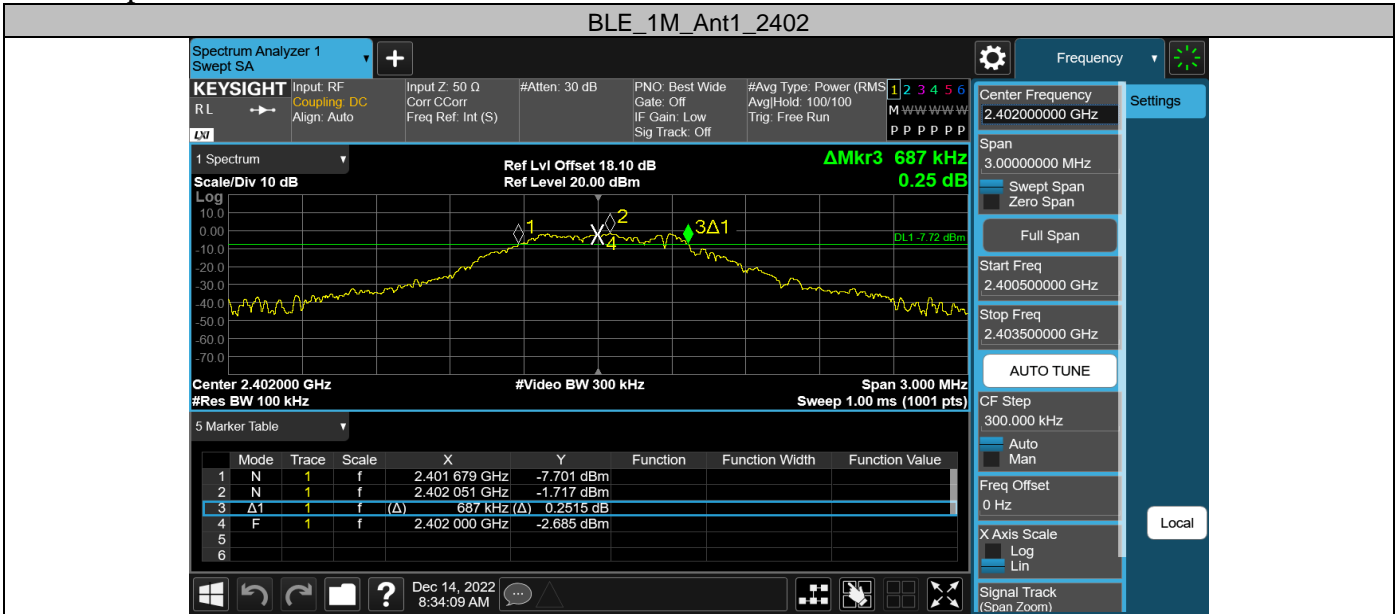 BLE_1M_Ant1_2402
Spectrum Analyzer 1
Swept SA
Frequency
KEYSIGHT
RL
LXI
Input: RF
Coupling: DC
Align: Auto
Input Z: 50 Ω
Corr CCorr
Freq Ref: Int (S)
#Atten: 30 dB
PNO: Best Wide
Gate: Off
IF Gain: Low
Sig Track: Off
#Avg Type: Power (RMS
Avg|Hold: 100/100
Trig: Free Run
1 2 3 4 5 6
M W W W W W
P P P P P P
1 Spectrum
Scale/Div 10 dB
Log
Ref Lvl Offset 18.10 dB
Ref Level 20.00 dBm
ΔMkr3 687 kHz
0.25 dB
10.0
0.00
-10.0
-20.0
-30.0
-40.0
-50.0
-60.0
-70.0
1
2
3Δ1
4
DL1 -7.72 dBm
Center 2.402000 GHz
#Video BW 300 kHz
Span 3.000 MHz
#Res BW 100 kHz
Sweep 1.00 ms (1001 pts)
5 Marker Table
Mode Trace Scale X Y Function Function Width Function Value
1 N 1 f 2.401 679 GHz -7.701 dBm
2 N 1 f 2.402 051 GHz -1.717 dBm
3 Δ1 1 f (Δ) 687 kHz (Δ) 0.2515 dB
4 F 1 f 2.402 000 GHz -2.685 dBm
5
6
?
Dec 14, 2022
8:34:09 AM
Center Frequency
2.402000000 GHz
Settings
Span
3.00000000 MHz
Swept Span
Zero Span
Full Span
Start Freq
2.400500000 GHz
Stop Freq
2.403500000 GHz
AUTO TUNE
CF Step
300.000 kHz
Auto
Man
Freq Offset
0 Hz
X Axis Scale
Log
Lin
Local
Signal Track
(Span Zoom)